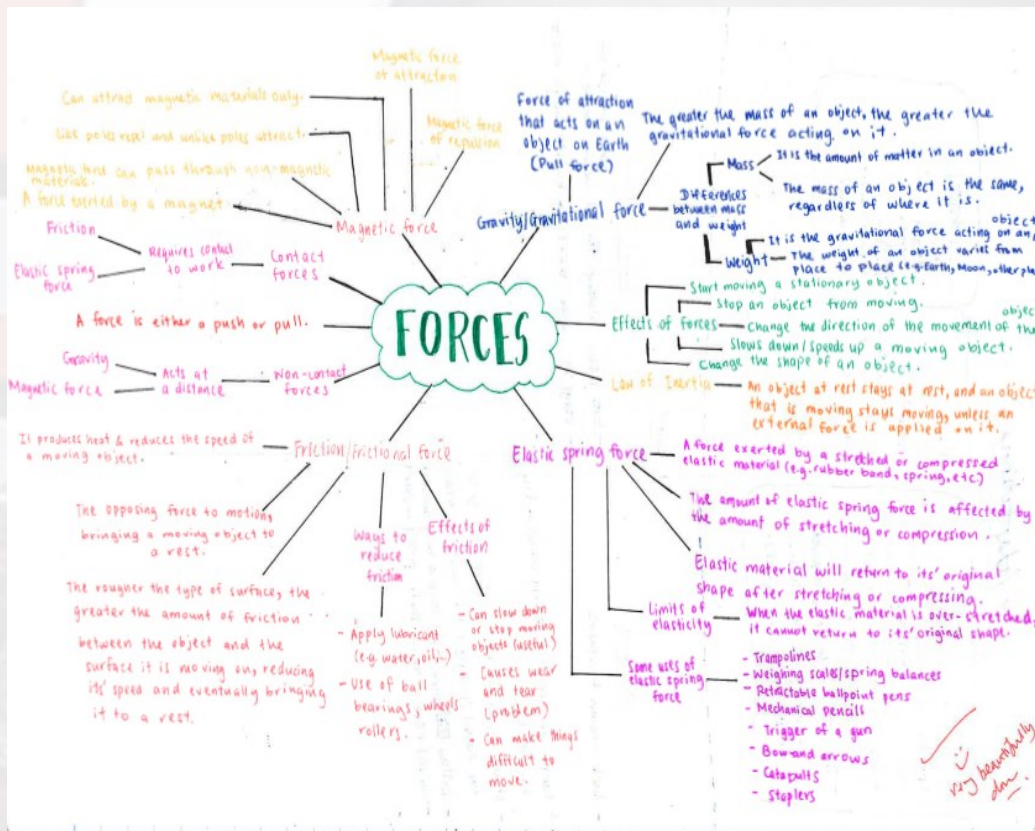 Magnetic force
of attraction
Can attract magnetic materials only.
Like poles repel and unlike poles attract.
Magnetic force
of repulsion
Magnetic force can pass through non-magnetic
materials.
A force exerted by a magnet
Magnetic force
Force of attraction
that acts on an
object on Earth
(Pull force)
The greater the mass of an object, the greater the
gravitational force acting on it.
Gravity/Gravitational force
Differences
between mass
and weight
Mass
It is the amount of matter in an object.
The mass of an object is the same,
regardless of where it is.
Weight
object
It is the gravitational force acting on an
The weight of an object varies from
place to place (e.g. Earth, Moon, other
Friction
Elastic spring
force
Requires contact
to work
Contact
forces
A force is either a push or pull.
FORCES
Gravity
Magnetic force
Acts at
a distance
Non-contact
forces
Effects of forces
Start moving a stationary object.
Stop an object from moving.
object
Change the direction of the movement of the
Slows down/speeds up a moving object.
Change the shape of an object.
Law of Inertia
An object at rest stays at rest, and an object
that is moving stays moving, unless an
external force is applied on it.
It produces heat & reduces the speed of
a moving object.
Friction/frictional force
The opposing force to motion,
bringing a moving object to
a rest.
The rougher the type of surface, the
greater the amount of friction
between the object and the
surface it is moving on, reducing
its' speed and eventually bringing
it to a rest.
Ways to
reduce
friction
- Apply lubricant
(e.g. water, oil,..)
- Use of ball
bearings, wheels
rollers.
Effects of
friction
- Can slow down
or stop moving
objects (useful)
- Causes wear
and tear
(problem)
- Can make things
difficult to
move.
Elastic spring force
A force exerted by a stretched or compressed
elastic material (e.g. rubber band, spring, etc)
The amount of elastic spring force is affected by
the amount of stretching or compression.
Elastic material will return to its' original
shape after stretching or compressing.
Limits of
elasticity
When the elastic material is over-stretched,
it cannot return to its' original shape.
Some uses of
elastic spring
force
- Trampolines
- Weighing scales/spring balances
- Retractable ballpoint pens
- Mechanical pencils
- Trigger of a gun
- Bow and arrows
- Catapults
- Staplers
very beautifully
done.